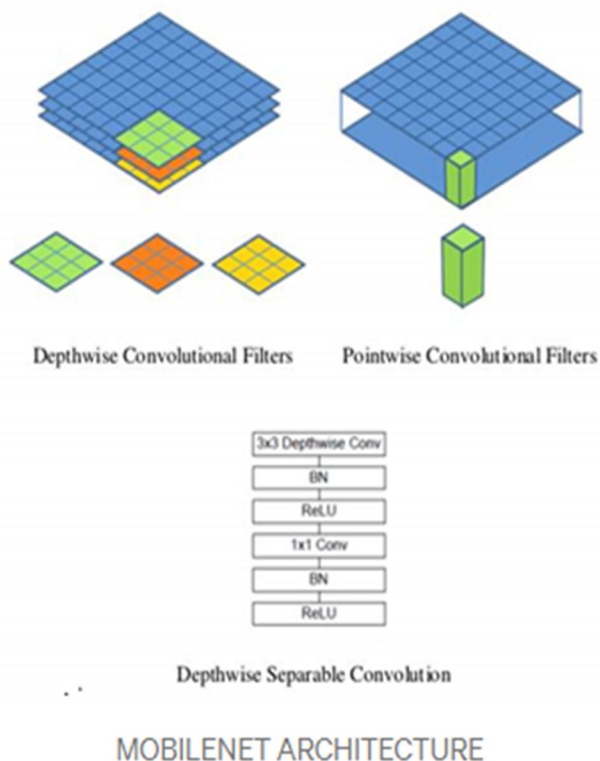 Depthwise Convolutional Filters
Pointwise Convolutional Filters
3x3 Depthwise Conv
BN
ReLU
1x1 Conv
BN
ReLU
Depthwise Separable Convolution
MOBILENET ARCHITECTURE